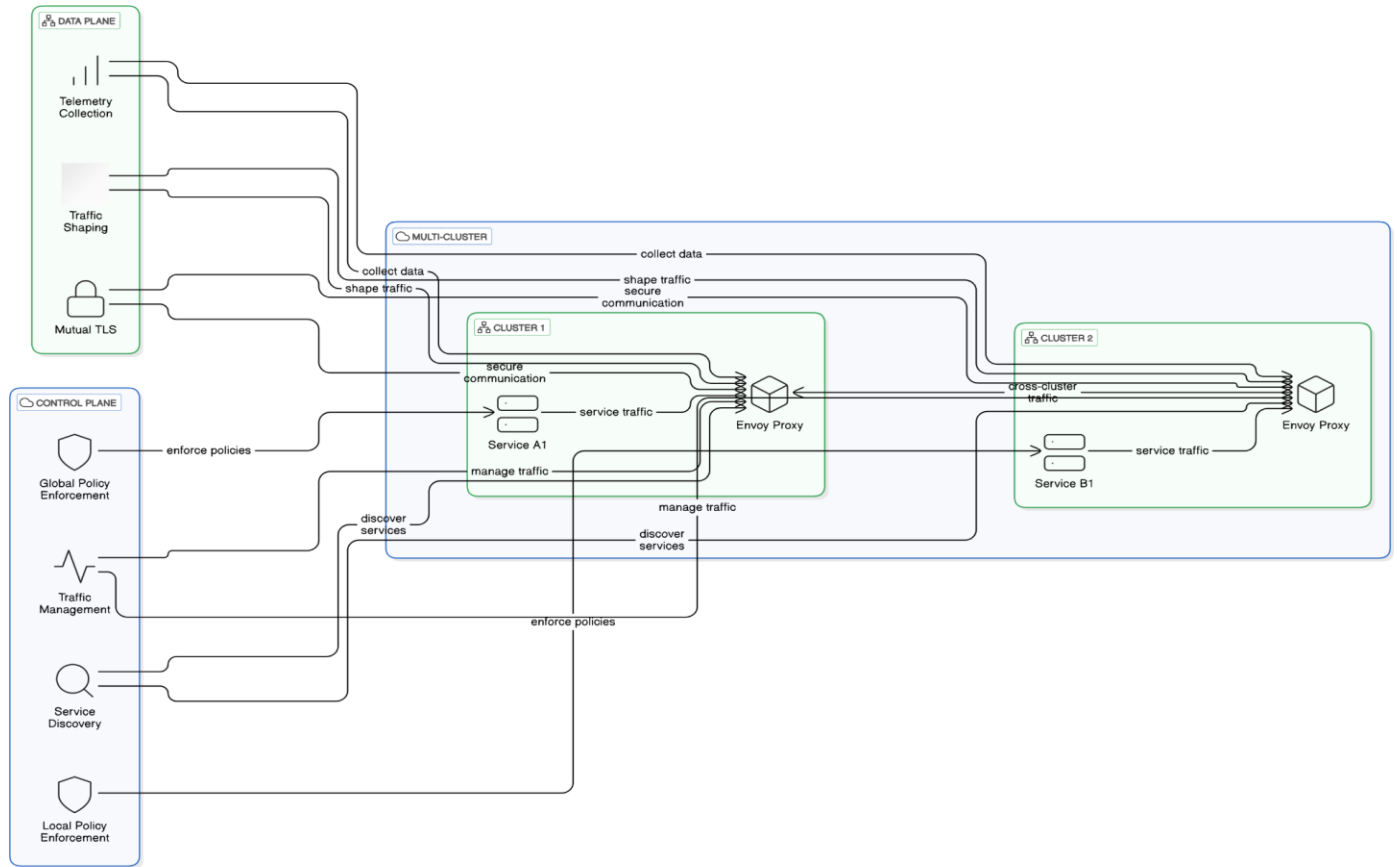 DATA PLANE
Telemetry
Collection
Traffic
Shaping
Mutual TLS
MULTI-CLUSTER
collect data
collect data
shape traffic
shape traffic
secure
communication
CLUSTER 1
CLUSTER 2
secure
communication
cross-cluster
traffic
service traffic
Envoy Proxy
Envoy Proxy
Service A1
service traffic
Service B1
CONTROL PLANE
enforce policies
Global Policy
Enforcement
manage traffic
manage traffic
discover
services
discover
services
Traffic
Management
enforce policies
Service
Discovery
Local Policy
Enforcement